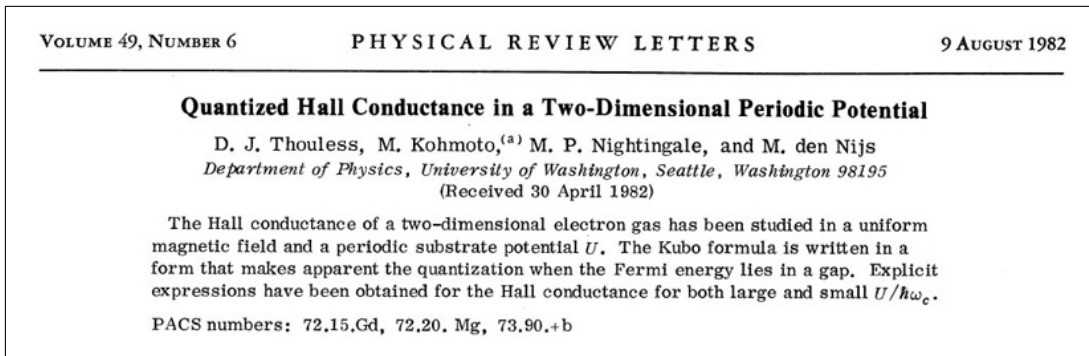 VOLUME 49, NUMBER 6 PHYSICAL REVIEW LETTERS 9 AUGUST 1982
Quantized Hall Conductance in a Two-Dimensional Periodic Potential
D. J. Thouless, M. Kohmoto,(a) M. P. Nightingale, and M. den Nijs
Department of Physics, University of Washington, Seattle, Washington 98195
(Received 30 April 1982)
The Hall conductance of a two-dimensional electron gas has been studied in a uniform
magnetic field and a periodic substrate potential U. The Kubo formula is written in a
form that makes apparent the quantization when the Fermi energy lies in a gap. Explicit
expressions have been obtained for the Hall conductance for both large and small U/ħωc.
PACS numbers: 72.15.Gd, 72.20. Mg, 73.90.+b